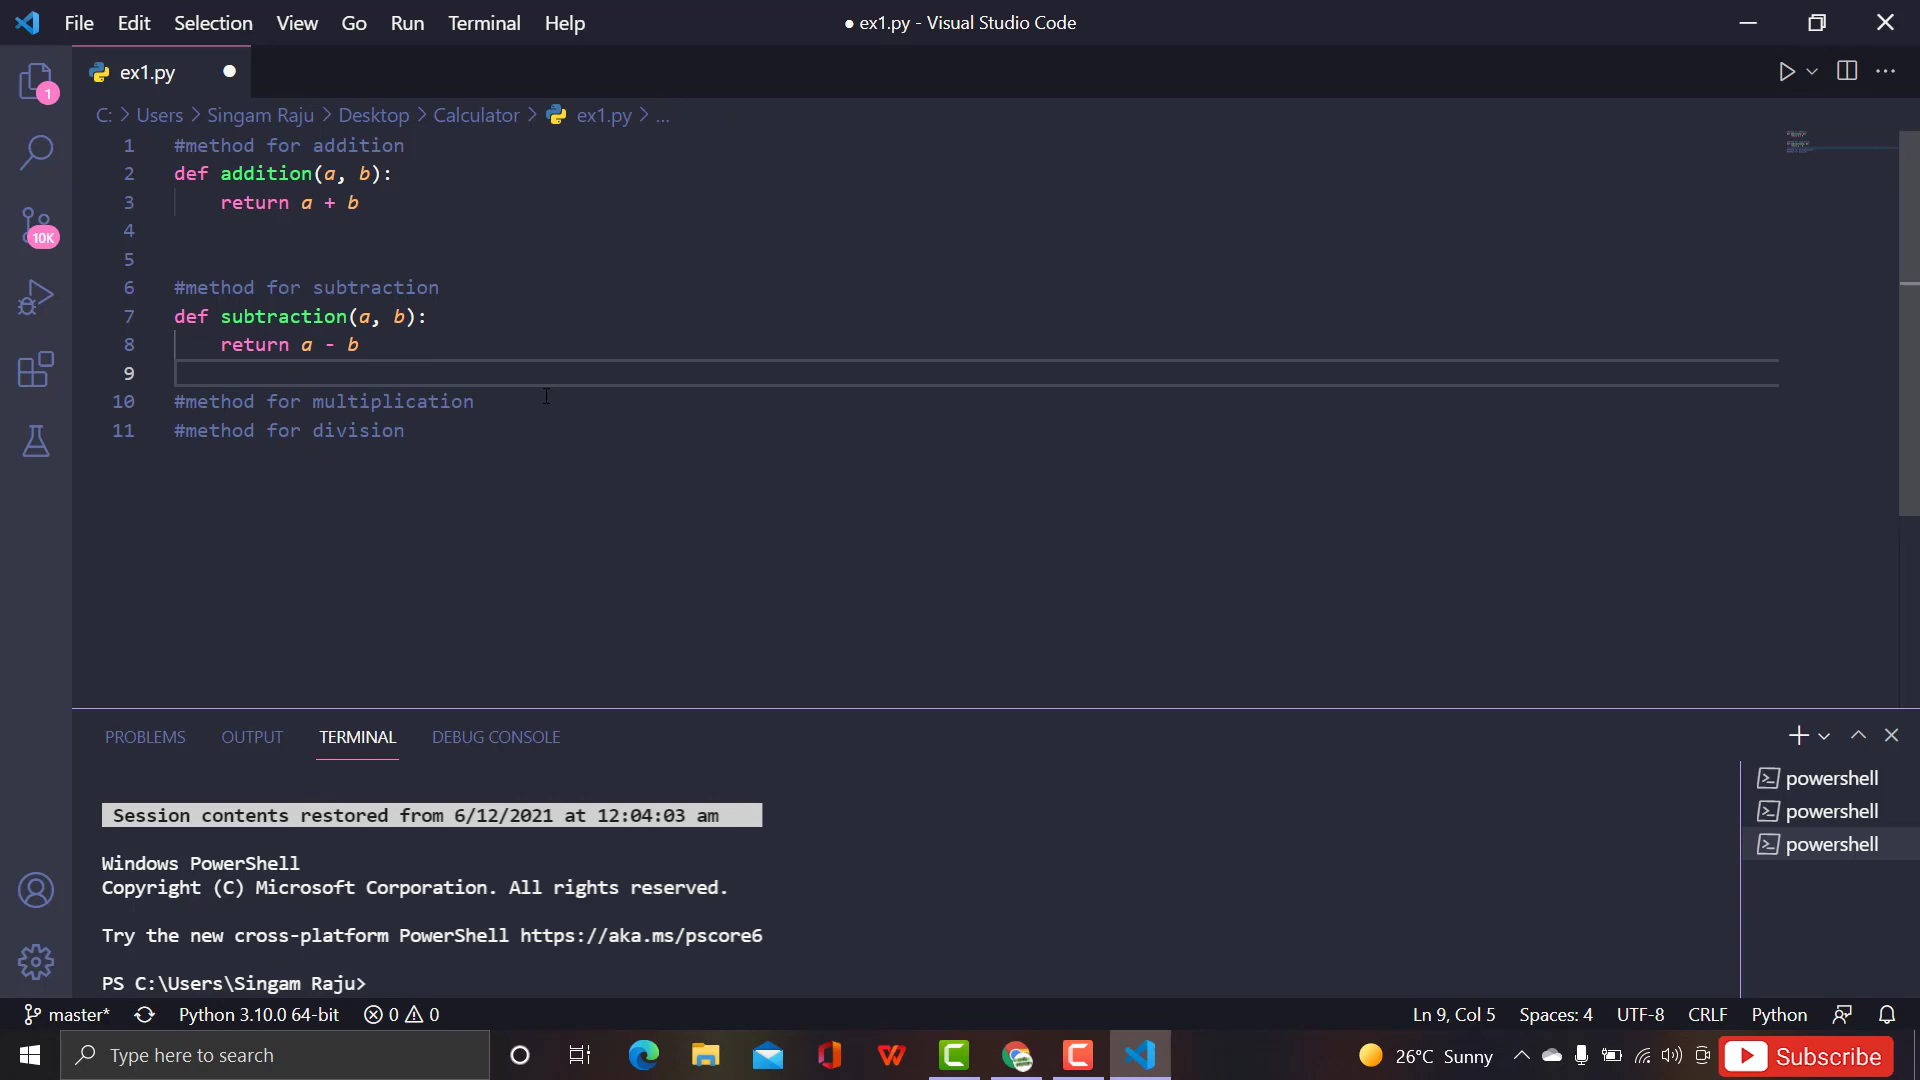 File Edit Selection View Go Run Terminal Help ● ex1.py - Visual Studio Code
ex1.py
C: > Users > Singam Raju > Desktop > Calculator > ex1.py > ...
1 #method for addition
2 def addition(a, b):
3 return a + b
4
5
6 #method for subtraction
7 def subtraction(a, b):
8 return a - b
9
10 #method for multiplication
11 #method for division
1
10K
PROBLEMS OUTPUT TERMINAL DEBUG CONSOLE
powershell
powershell
powershell
Session contents restored from 6/12/2021 at 12:04:03 am
Windows PowerShell
Copyright (C) Microsoft Corporation. All rights reserved.
Try the new cross-platform PowerShell https://aka.ms/pscore6
PS C:\Users\Singam Raju>
master* Python 3.10.0 64-bit 0 0 Ln 9, Col 5 Spaces: 4 UTF-8 CRLF Python
Type here to search 26°C Sunny Subscribe